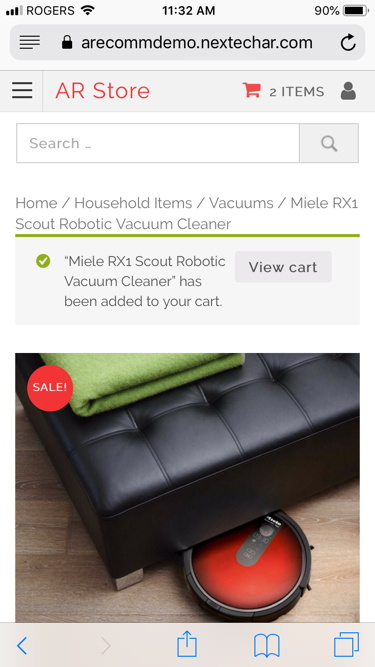 ROGERS 11:32 AM 90%
arecommdemo.nextechar.com
AR Store 2 ITEMS
Search ...
Home / Household Items / Vacuums / Miele RX1
Scout Robotic Vacuum Cleaner
“Miele RX1 Scout Robotic
Vacuum Cleaner” has
been added to your cart.
View cart
SALE!
Miele